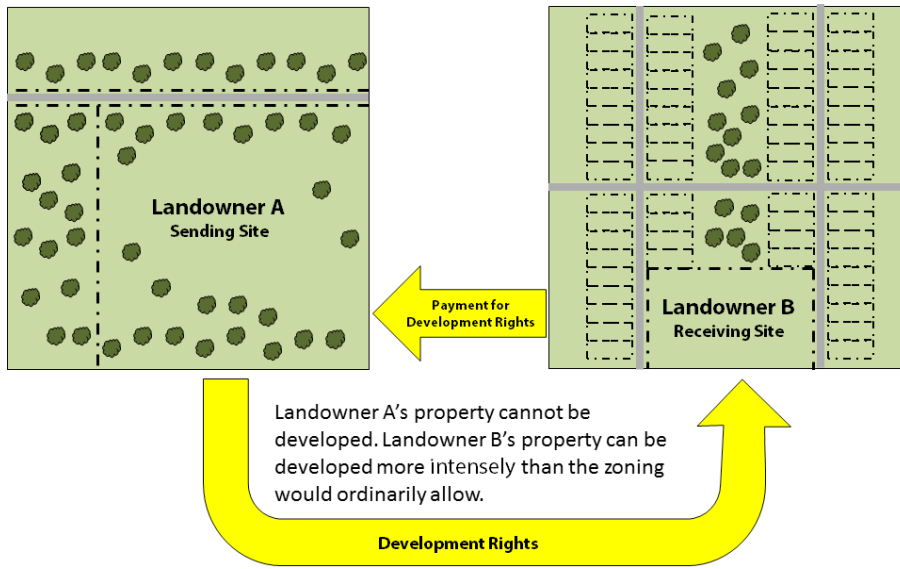 Landowner A
Sending Site
Payment for
Development Rights
Landowner B
Receiving Site
Landowner A's property cannot be
developed. Landowner B's property can be
developed more intensely than the zoning
would ordinarily allow.
Development Rights